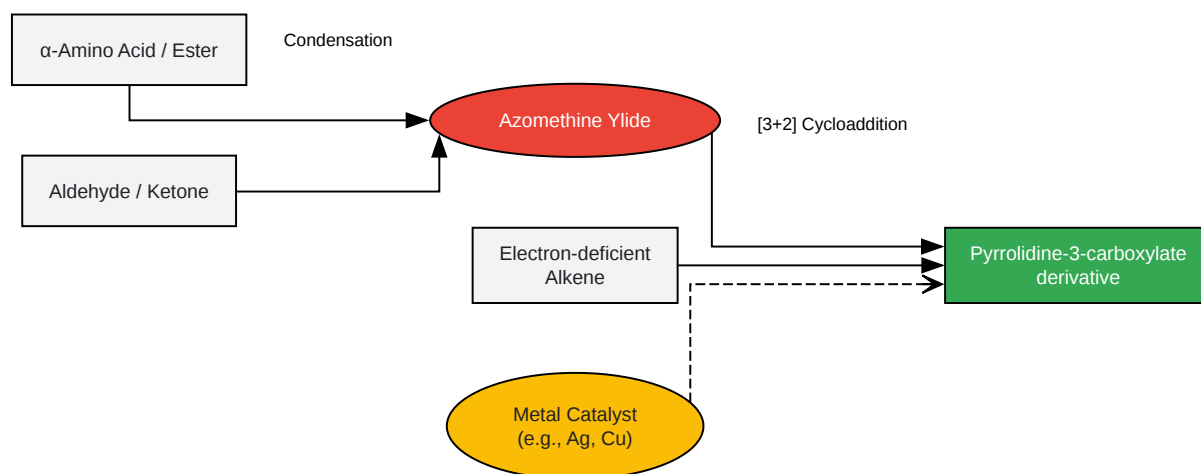 α-Amino Acid / Ester
Condensation
Azomethine Ylide
[3+2] Cycloaddition
Aldehyde / Ketone
Electron-deficient
Alkene
Pyrrolidine-3-carboxylate
derivative
Metal Catalyst
(e.g., Ag, Cu)